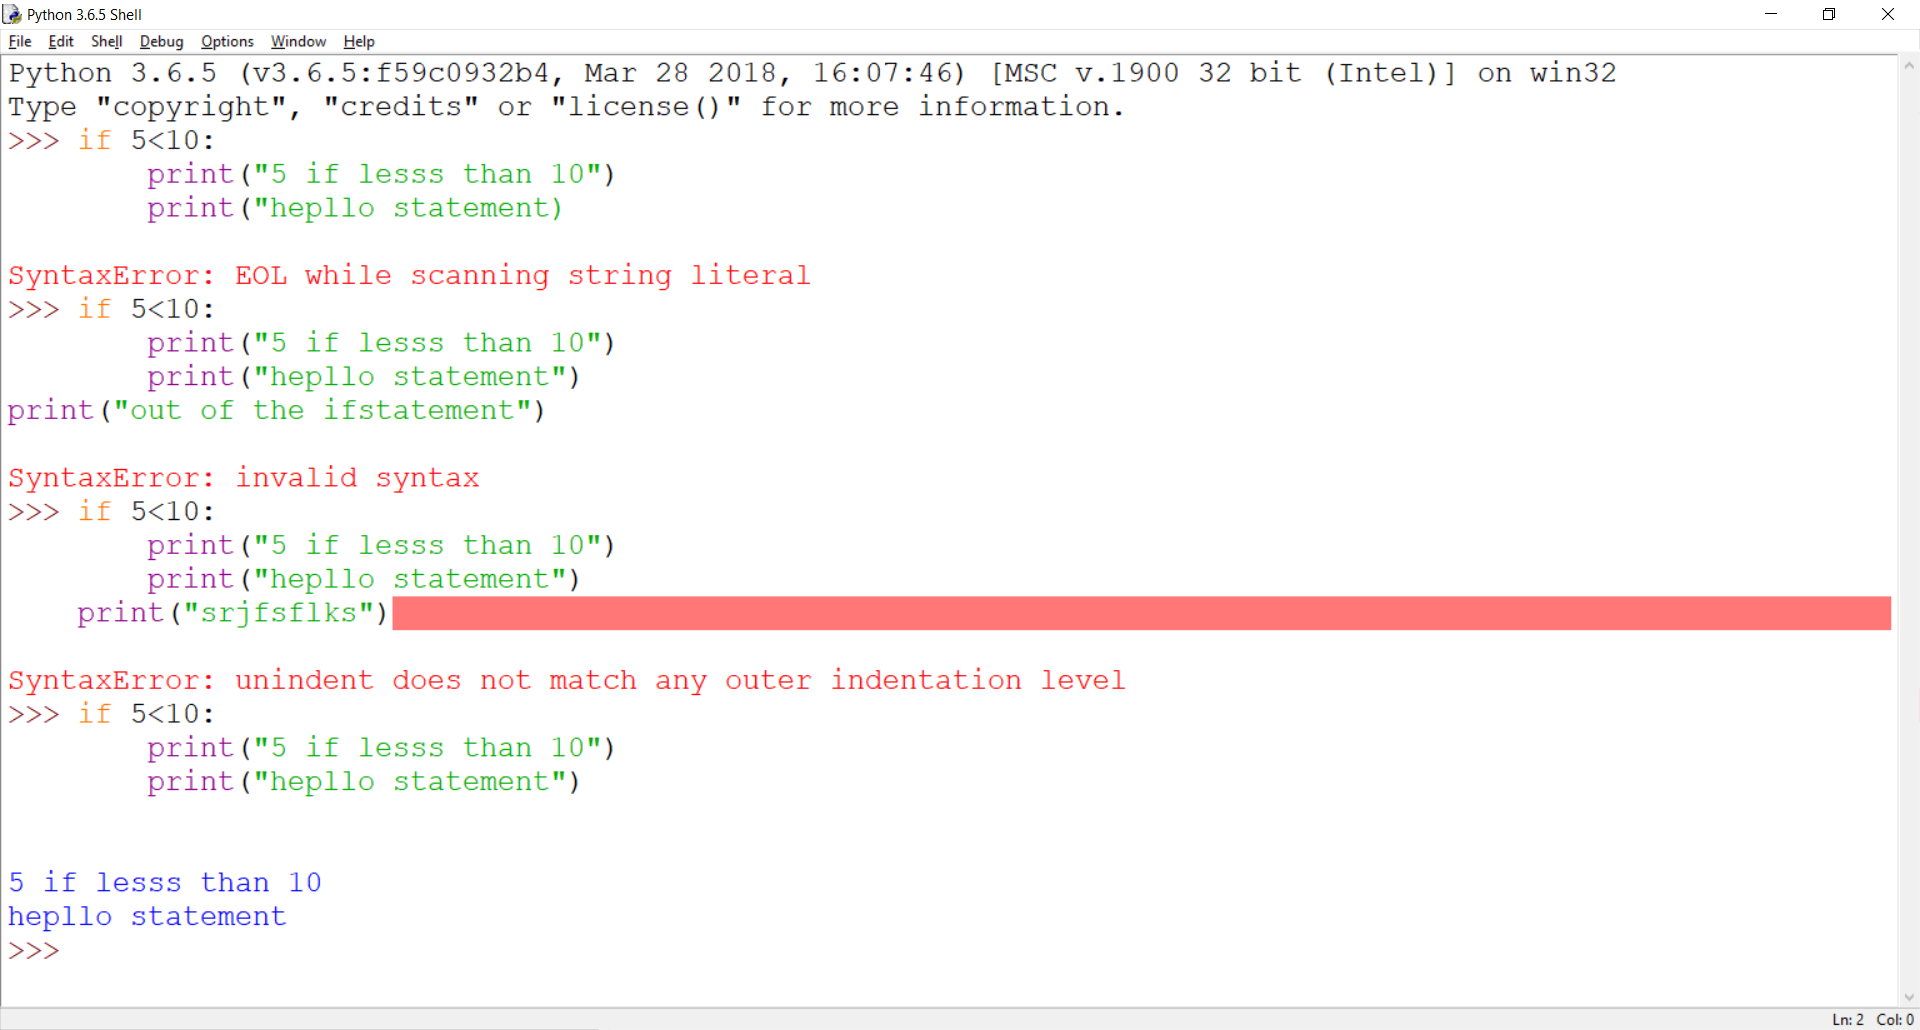 Python 3.6.5 Shell
File Edit Shell Debug Options Window Help
Python 3.6.5 (v3.6.5:f59c0932b4, Mar 28 2018, 16:07:46) [MSC v.1900 32 bit (Intel)] on win32
Type "copyright", "credits" or "license()" for more information.
>>> if 5<10:
        print("5 if lesss than 10")
        print("hepllo statement)
SyntaxError: EOL while scanning string literal
>>> if 5<10:
        print("5 if lesss than 10")
        print("hepllo statement")
print("out of the ifstatement")
SyntaxError: invalid syntax
>>> if 5<10:
        print("5 if lesss than 10")
        print("hepllo statement")
    print("srjfsflks")
SyntaxError: unindent does not match any outer indentation level
>>> if 5<10:
        print("5 if lesss than 10")
        print("hepllo statement")
5 if lesss than 10
hepllo statement
>>>
Ln: 2 Col: 0